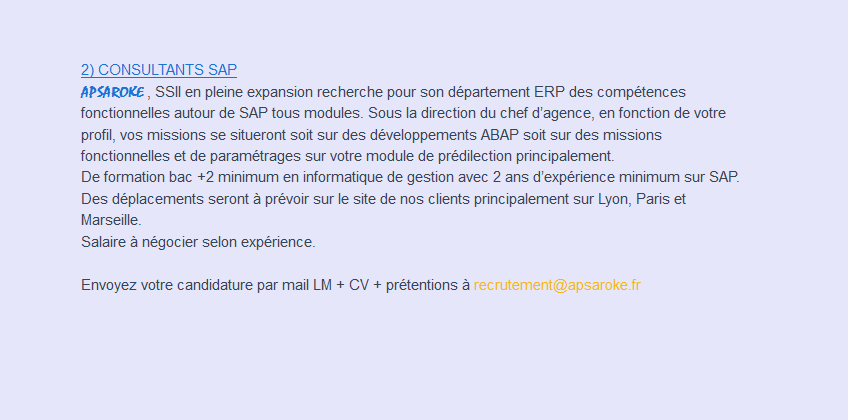 2) CONSULTANTS SAP
APSAROKE , SSII en pleine expansion recherche pour son département ERP des compétences
fonctionnelles autour de SAP tous modules. Sous la direction du chef d’agence, en fonction de votre
profil, vos missions se situeront soit sur des développements ABAP soit sur des missions
fonctionnelles et de paramétrages sur votre module de prédilection principalement.
De formation bac +2 minimum en informatique de gestion avec 2 ans d’expérience minimum sur SAP.
Des déplacements seront à prévoir sur le site de nos clients principalement sur Lyon, Paris et
Marseille.
Salaire à négocier selon expérience.
Envoyez votre candidature par mail LM + CV + prétentions à recrutement@apsaroke.fr